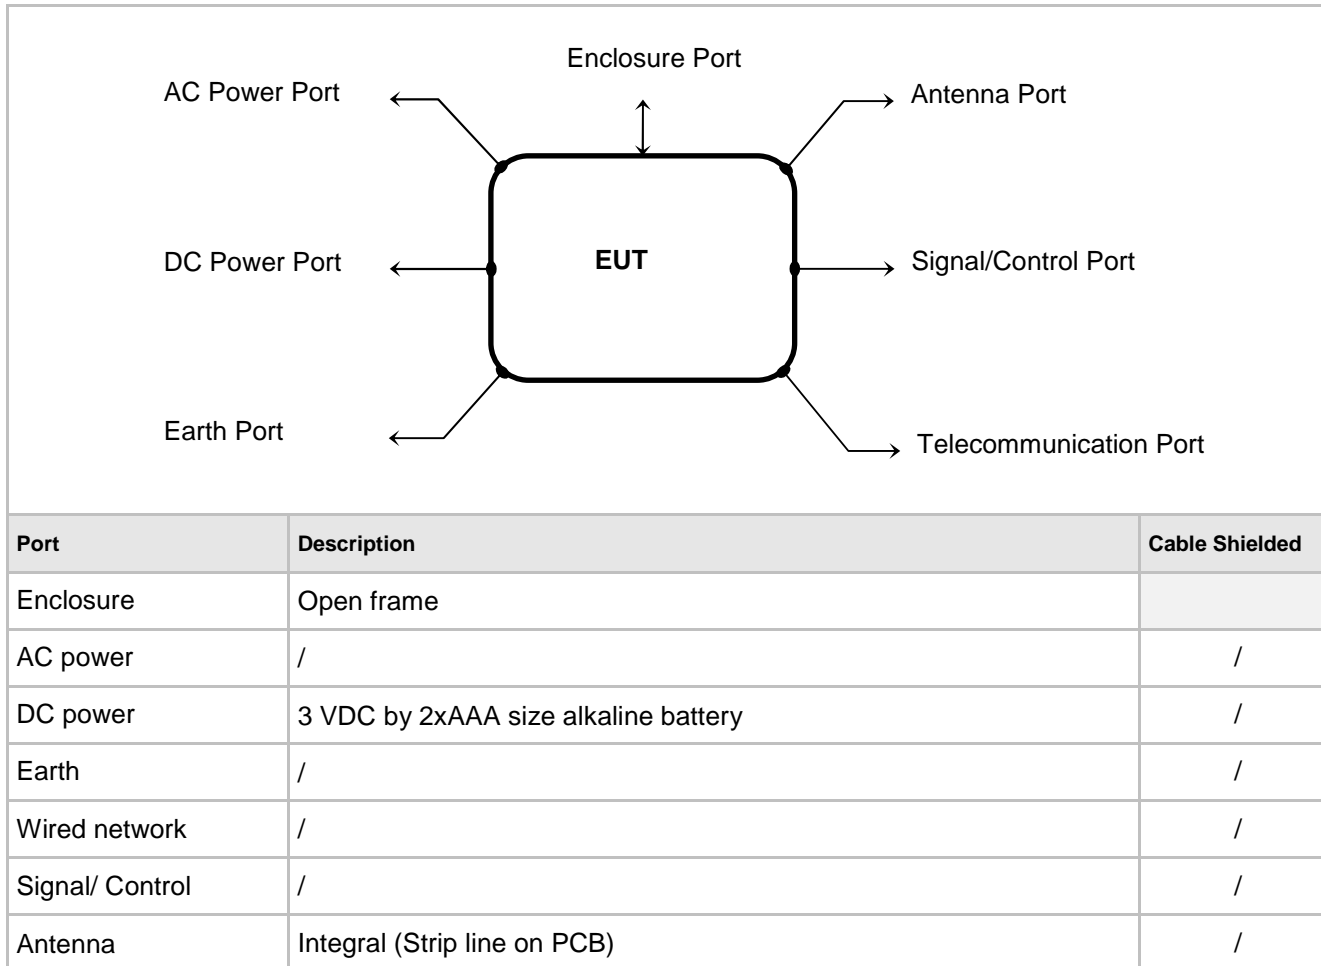 Enclosure Port
AC Power Port
Antenna Port
DC Power Port
EUT
Signal/Control Port
Earth Port
Telecommunication Port
Port Description Cable Shielded
Enclosure Open frame
AC power / /
DC power 3 VDC by 2xAAA size alkaline battery /
Earth / /
Wired network / /
Signal/ Control / /
Antenna Integral (Strip line on PCB) /